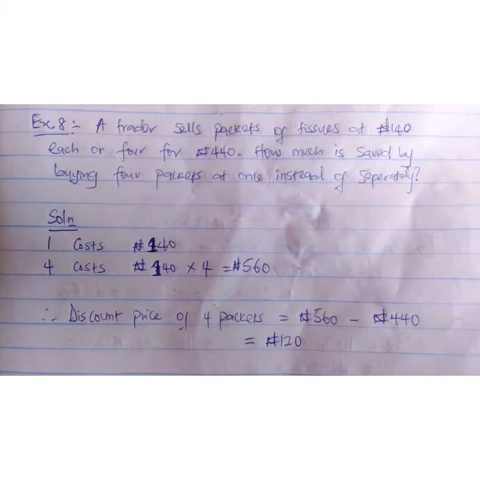 Ex 8:- A trader sells packets of tissues at ₦140
each or four for ₦440. How much is saved by
buying four packets at once instead of seperately?
Soln
1 Costs ₦140
4 Costs ₦140 × 4 = ₦560
∴ Discount price of 4 packets = ₦560 - ₦440
= ₦120